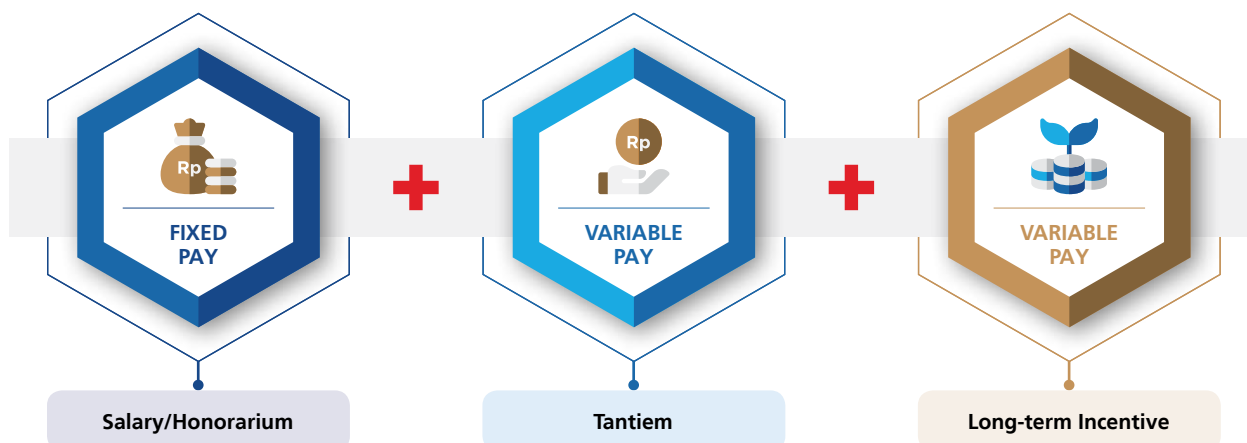 Rp
FIXED
PAY
Salary/Honorarium
Rp
VARIABLE
PAY
Tantiem
VARIABLE
PAY
Long-term Incentive